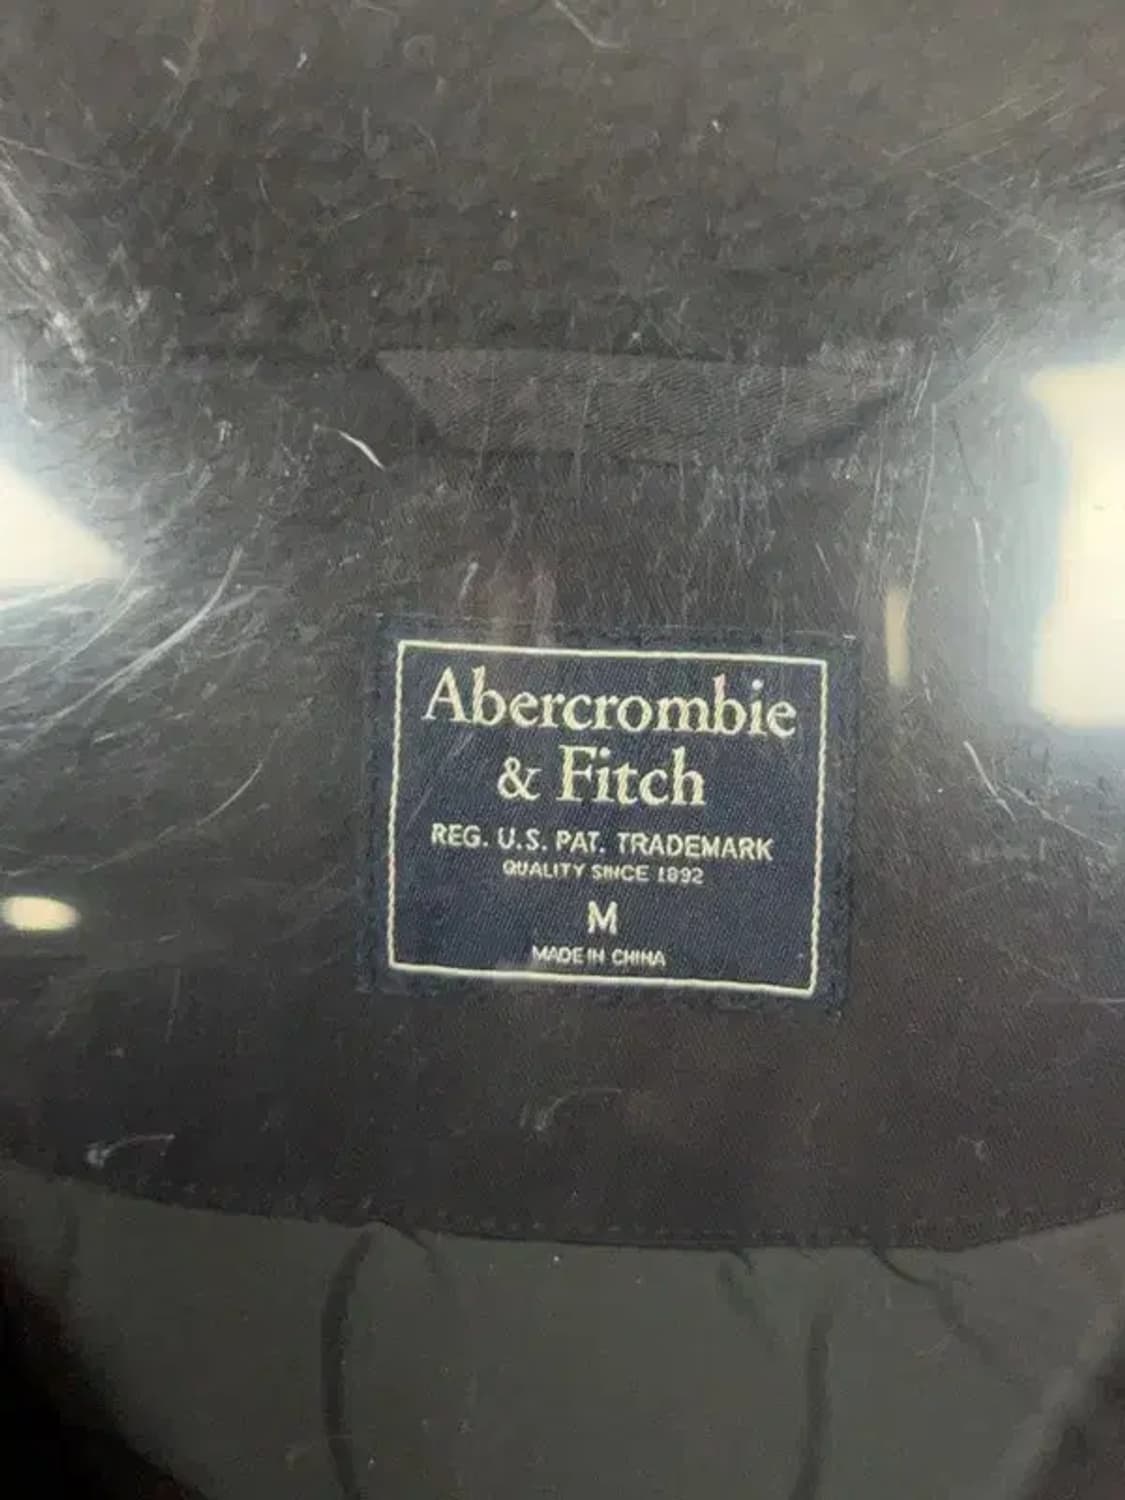 Abercrombie
& Fitch
REG. U.S. PAT. TRADEMARK
QUALITY SINCE 1892
M
MADE IN CHINA